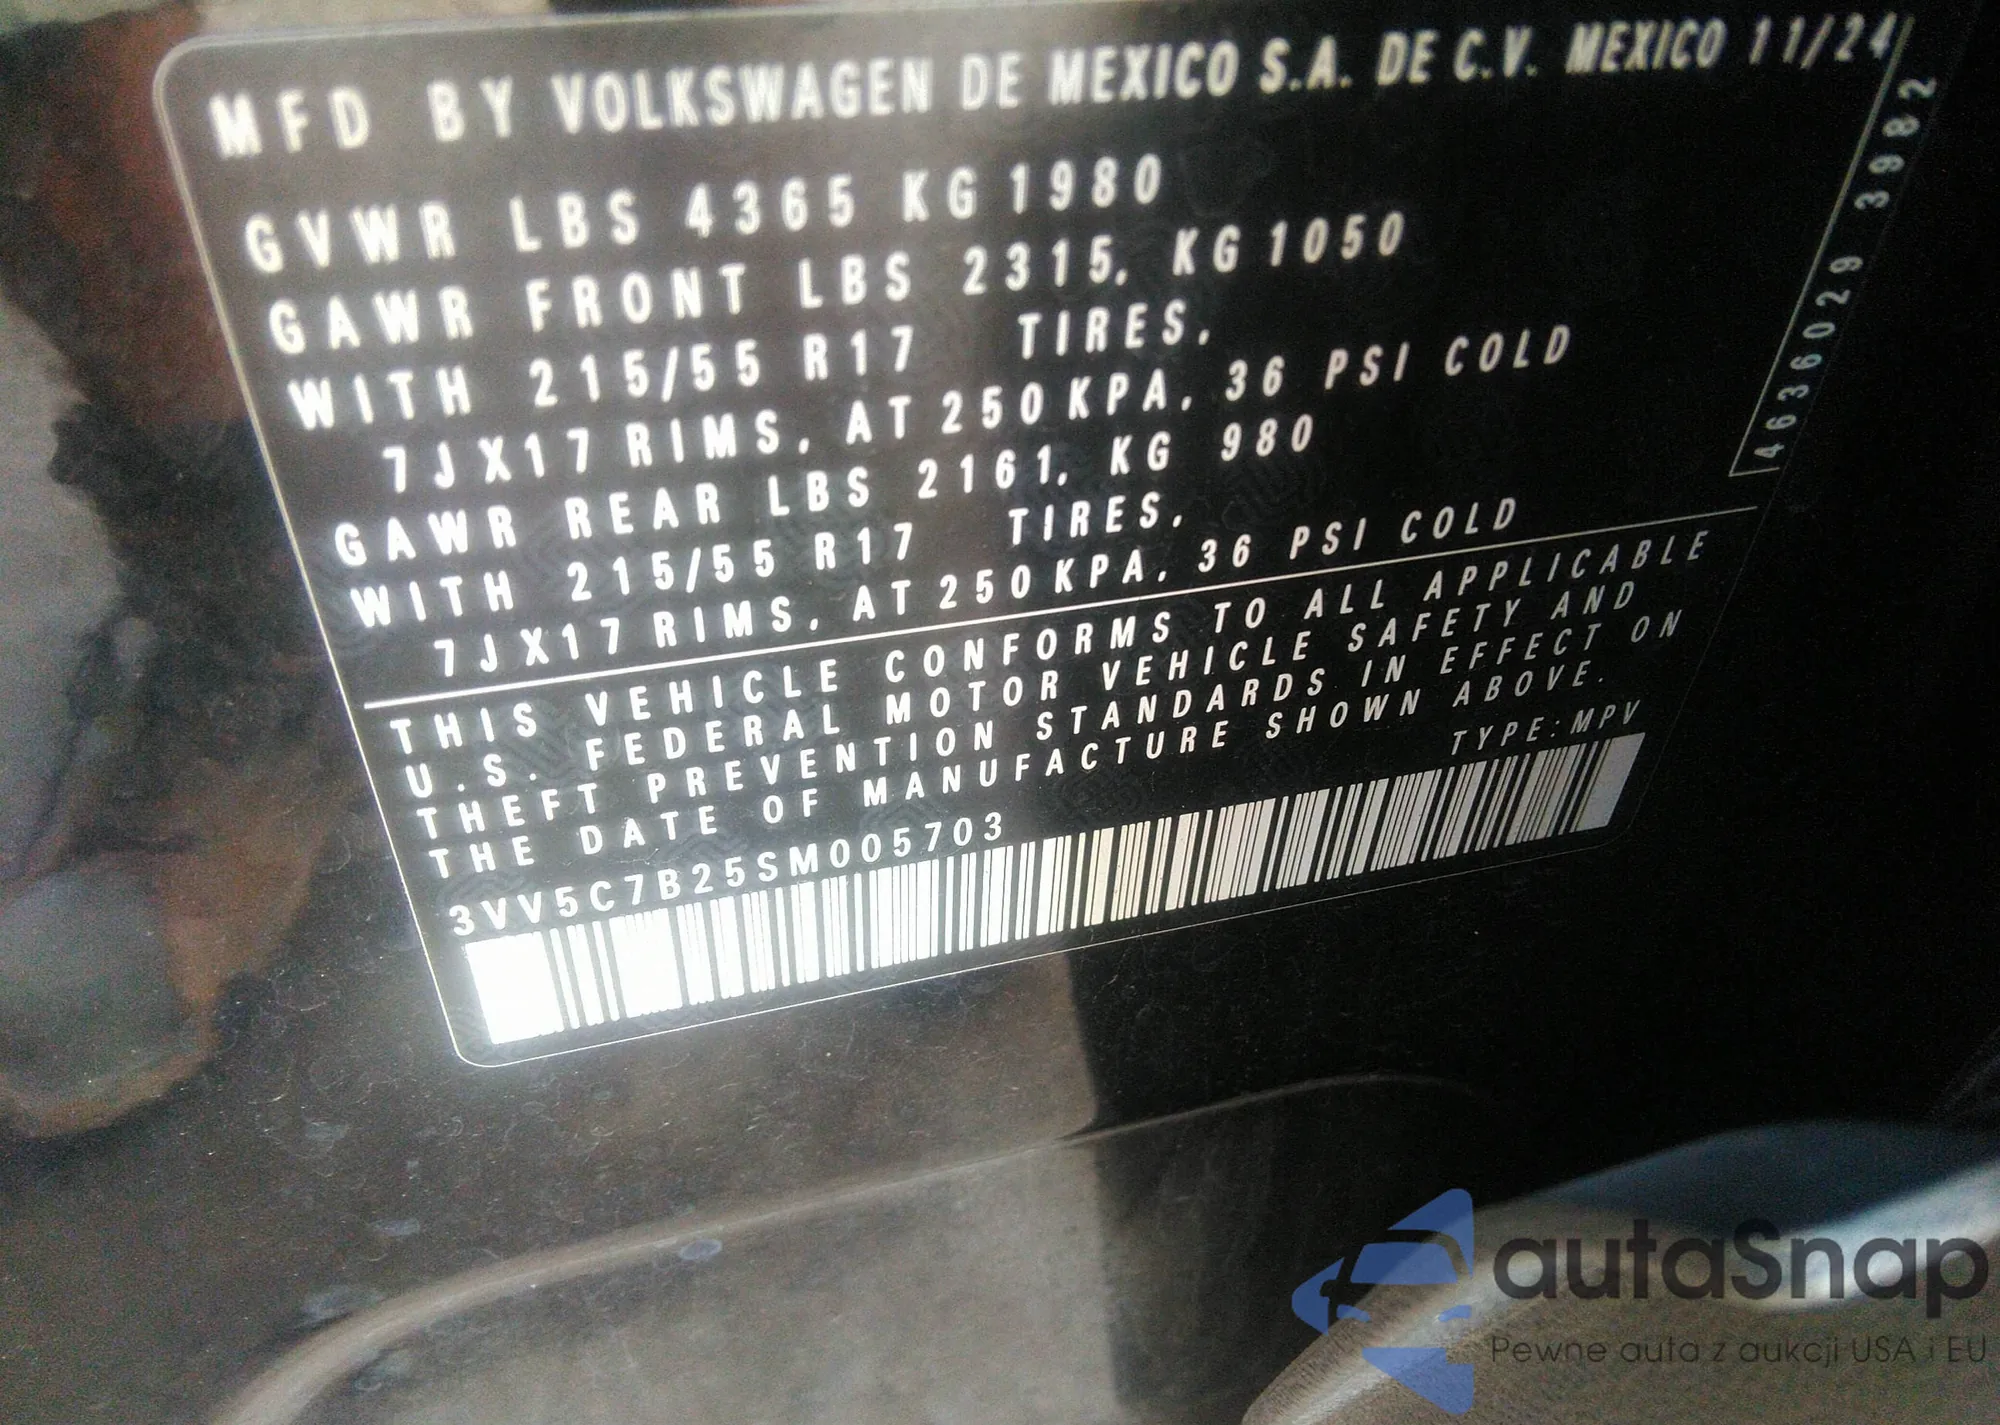 MFD BY VOLKSWAGEN DE MEXICO S.A. DE C.V. MEXICO 11/24
GVWR LBS 4365 KG 1980
GAWR FRONT LBS 2315, KG 1050
WITH 215/55 R17 TIRES,
7JX17 RIMS, AT 250 KPA, 36 PSI COLD
GAWR REAR LBS 2161, KG 980
WITH 215/55 R17 TIRES,
7JX17 RIMS, AT 250 KPA, 36 PSI COLD
4636029 39982
THIS VEHICLE CONFORMS TO ALL APPLICABLE
U.S. FEDERAL MOTOR VEHICLE SAFETY AND
THEFT PREVENTION STANDARDS IN EFFECT ON
THE DATE OF MANUFACTURE SHOWN ABOVE.
TYPE: MPV
3VV5C7B25SM005703
autaSnap
Pewne auta z aukcji USA i EU